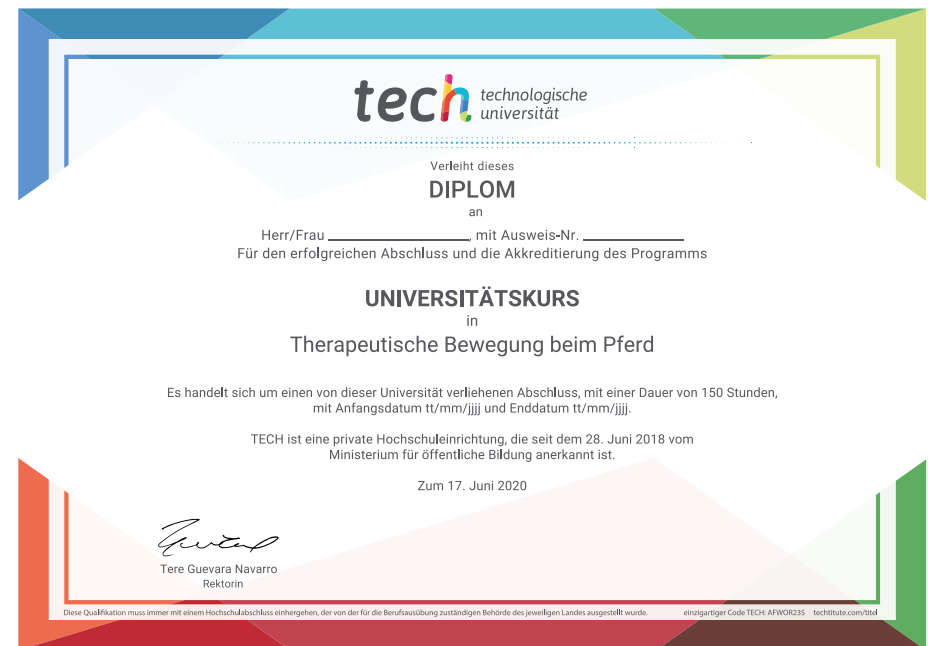 tech technologische
universität
Verleiht dieses
DIPLOM
an
Herr/Frau ____________________, mit Ausweis-Nr. ______________
Für den erfolgreichen Abschluss und die Akkreditierung des Programms
UNIVERSITÄTSKURS
in
Therapeutische Bewegung beim Pferd
Es handelt sich um einen von dieser Universität verliehenen Abschluss, mit einer Dauer von 150 Stunden,
mit Anfangsdatum tt/mm/jjjj und Enddatum tt/mm/jjjj.
TECH ist eine private Hochschuleinrichtung, die seit dem 28. Juni 2018 vom
Ministerium für öffentliche Bildung anerkannt ist.
Zum 17. Juni 2020
Tere Guevara Navarro
Rektorin
Diese Qualifikation muss immer mit einem Hochschulabschluss einhergehen, der von der für die Berufsausübung zuständigen Behörde des jeweiligen Landes ausgestellt wurde. einzigartiger Code TECH: AFWOR23S techtitute.com/titel